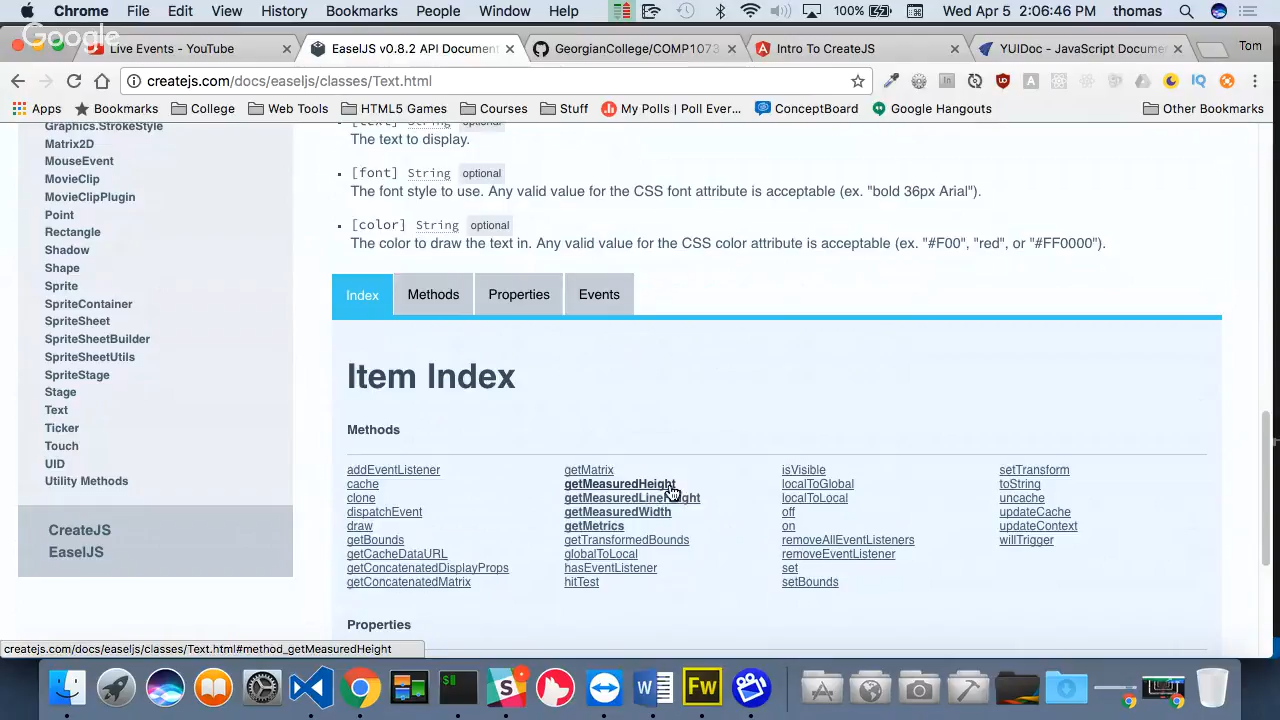 Chrome File Edit View History Bookmarks People Window Help 100% Wed Apr 5 2:06:46 PM thomas
Google
Live Events - YouTube EaselJS v0.8.2 API Document GeorgianCollege/COMP1073 Intro To CreateJS YUIDoc - JavaScript Docume Tom
createjs.com/docs/easeljs/classes/Text.html
Apps Bookmarks College Web Tools HTML5 Games Courses Stuff My Polls | Poll Ever... ConceptBoard Google Hangouts Other Bookmarks
Graphics.StrokeStyle
Matrix2D
MouseEvent
MovieClip
MovieClipPlugin
Point
Rectangle
Shadow
Shape
Sprite
SpriteContainer
SpriteSheet
SpriteSheetBuilder
SpriteSheetUtils
SpriteStage
Stage
Text
Ticker
Touch
UID
Utility Methods
CreateJS
EaselJS
[text] String optional
The text to display.
[font] String optional
The font style to use. Any valid value for the CSS font attribute is acceptable (ex. "bold 36px Arial").
[color] String optional
The color to draw the text in. Any valid value for the CSS color attribute is acceptable (ex. "#F00", "red", or "#FF0000").
Index Methods Properties Events
Item Index
Methods
addEventListener getMatrix isVisible setTransform
cache getMeasuredHeight localToGlobal toString
clone getMeasuredLineHeight localToLocal uncache
dispatchEvent getMeasuredWidth off updateCache
draw getMetrics on updateContext
getBounds getTransformedBounds removeAllEventListeners willTrigger
getCacheDataURL globalToLocal removeEventListener
getConcatenatedDisplayProps hasEventListener set
getConcatenatedMatrix hitTest setBounds
Properties
createjs.com/docs/easeljs/classes/Text.html#method_getMeasuredHeight
Fw